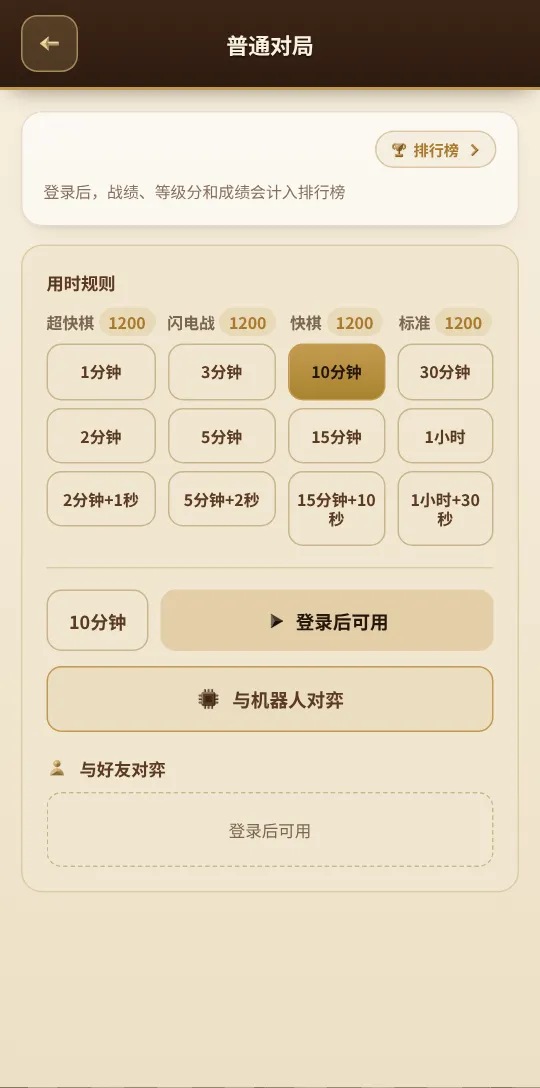 普通对局
排行榜
登录后，战绩、等级分和成绩会计入排行榜
用时规则
超快棋 1200 闪电战 1200 快棋 1200 标准 1200
1分钟 3分钟 10分钟 30分钟
2分钟 5分钟 15分钟 1小时
2分钟+1秒 5分钟+2秒 15分钟+10秒 1小时+30秒
10分钟 登录后可用
与机器人对弈
与好友对弈
登录后可用